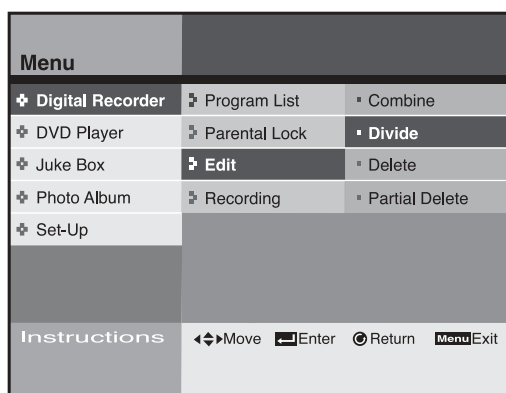 Menu
Digital Recorder
DVD Player
Juke Box
Photo Album
Set-Up
Program List
Parental Lock
Edit
Recording
Combine
Divide
Delete
Partial Delete
Instructions
Move Enter Return Menu Exit